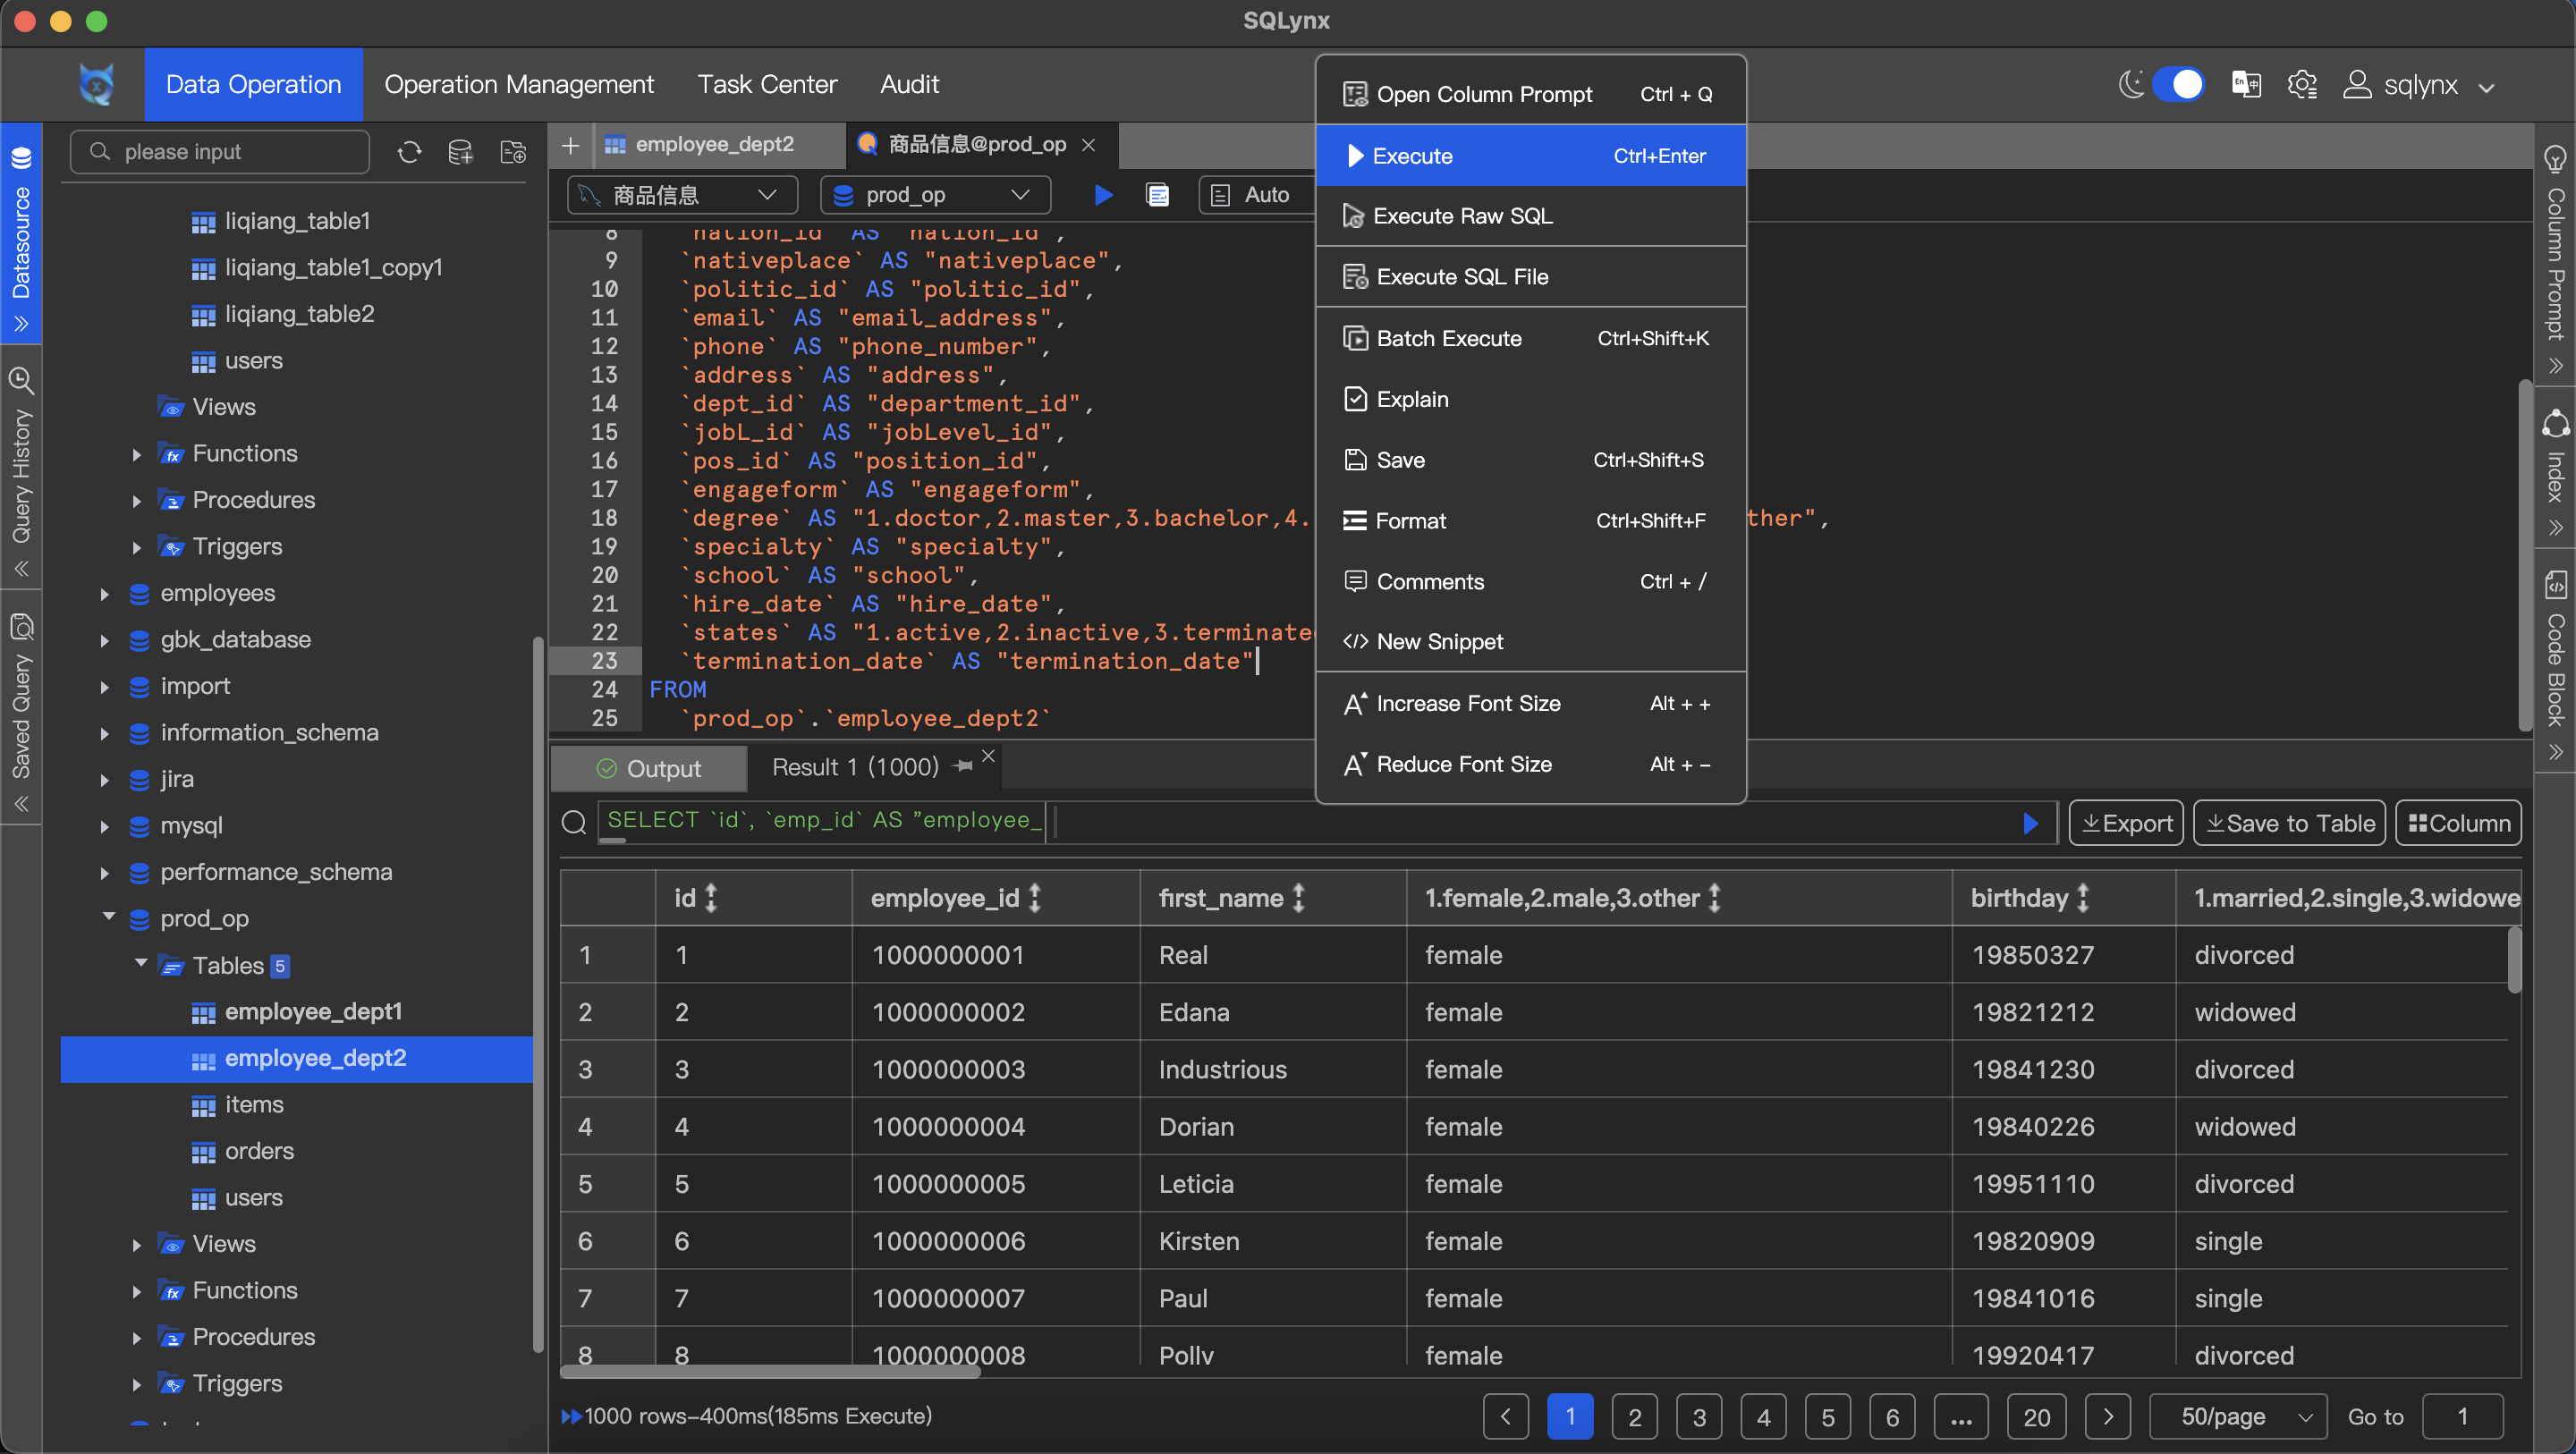 SQLynx
Data Operation
Operation Management
Task Center
Audit
sqlynx
Datasource
Query History
Saved Query
please input
liqiang_table1
liqiang_table1_copy1
liqiang_table2
users
Views
Functions
Procedures
Triggers
employees
gbk_database
import
information_schema
jira
mysql
performance_schema
prod_op
Tables 5
employee_dept1
employee_dept2
items
orders
users
Views
Functions
Procedures
Triggers
employee_dept2
商品信息@prod_op
商品信息
prod_op
Auto
8 `nation_id` AS "nation_id",
9 `nativeplace` AS "nativeplace",
10 `politic_id` AS "politic_id",
11 `email` AS "email_address",
12 `phone` AS "phone_number",
13 `address` AS "address",
14 `dept_id` AS "department_id",
15 `jobL_id` AS "jobLevel_id",
16 `pos_id` AS "position_id",
17 `engageform` AS "engageform",
18 `degree` AS "1.doctor,2.master,3.bachelor,4. ther",
19 `specialty` AS "specialty",
20 `school` AS "school",
21 `hire_date` AS "hire_date",
22 `states` AS "1.active,2.inactive,3.terminate
23 `termination_date` AS "termination_date"
24 FROM
25 `prod_op`.`employee_dept2`
Open Column Prompt Ctrl + Q
Execute Ctrl+Enter
Execute Raw SQL
Execute SQL File
Batch Execute Ctrl+Shift+K
Explain
Save Ctrl+Shift+S
Format Ctrl+Shift+F
Comments Ctrl + /
New Snippet
Increase Font Size Alt + +
Reduce Font Size Alt + −
Column Prompt
Index
Code Block
Output
Result 1 (1000)
SELECT `id`, `emp_id` AS ”employee_
Export
Save to Table
Column
id employee_id first_name 1.female,2.male,3.other birthday 1.married,2.single,3.widowe
1 1 1000000001 Real female 19850327 divorced
2 2 1000000002 Edana female 19821212 widowed
3 3 1000000003 Industrious female 19841230 divorced
4 4 1000000004 Dorian female 19840226 widowed
5 5 1000000005 Leticia female 19951110 divorced
6 6 1000000006 Kirsten female 19820909 single
7 7 1000000007 Paul female 19841016 single
8 8 1000000008 Polly female 19920417 divorced
1000 rows−400ms(185ms Execute)
1 2 3 4 5 6 ... 20
50/page
Go to 1